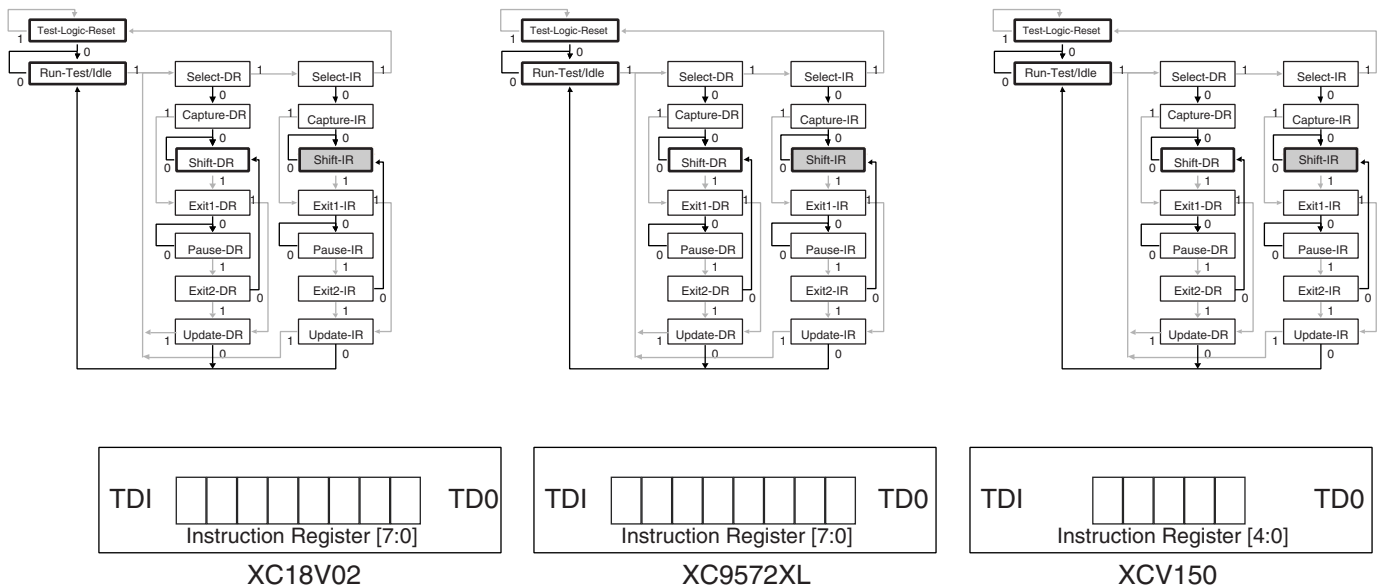 Test-Logic-Reset
1
0
Run-Test/Idle
0
1
Select-DR
1
Select-IR
1
0
0
Capture-DR
1
Capture-IR
1
0
0
Shift-DR
0
Shift-IR
0
1
1
Exit1-DR
1
Exit1-IR
1
0
0
Pause-DR
0
Pause-IR
0
1
1
Exit2-DR
0
Exit2-IR
0
1
1
Update-DR
1
Update-IR
1
0
0
Test-Logic-Reset
1
0
Run-Test/Idle
0
1
Select-DR
1
Select-IR
1
0
0
Capture-DR
1
Capture-IR
1
0
0
Shift-DR
0
Shift-IR
0
1
1
Exit1-DR
1
Exit1-IR
1
0
0
Pause-DR
0
Pause-IR
0
1
1
Exit2-DR
0
Exit2-IR
0
1
1
Update-DR
1
Update-IR
1
0
0
Test-Logic-Reset
1
0
Run-Test/Idle
0
1
Select-DR
1
Select-IR
1
0
0
Capture-DR
1
Capture-IR
1
0
0
Shift-DR
0
Shift-IR
0
1
1
Exit1-DR
1
Exit1-IR
1
0
0
Pause-DR
0
Pause-IR
0
1
1
Exit2-DR
0
Exit2-IR
0
1
1
Update-DR
1
Update-IR
1
0
0
TDI
TD0
Instruction Register [7:0]
XC18V02
TDI
TD0
Instruction Register [7:0]
XC9572XL
TDI
TD0
Instruction Register [4:0]
XCV150